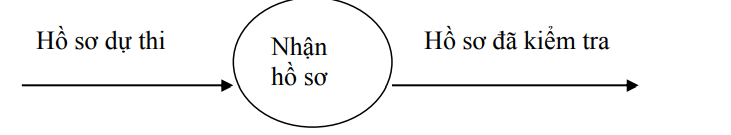 Hồ sơ dự thi
Nhận
hồ sơ
Hồ sơ đã kiểm tra